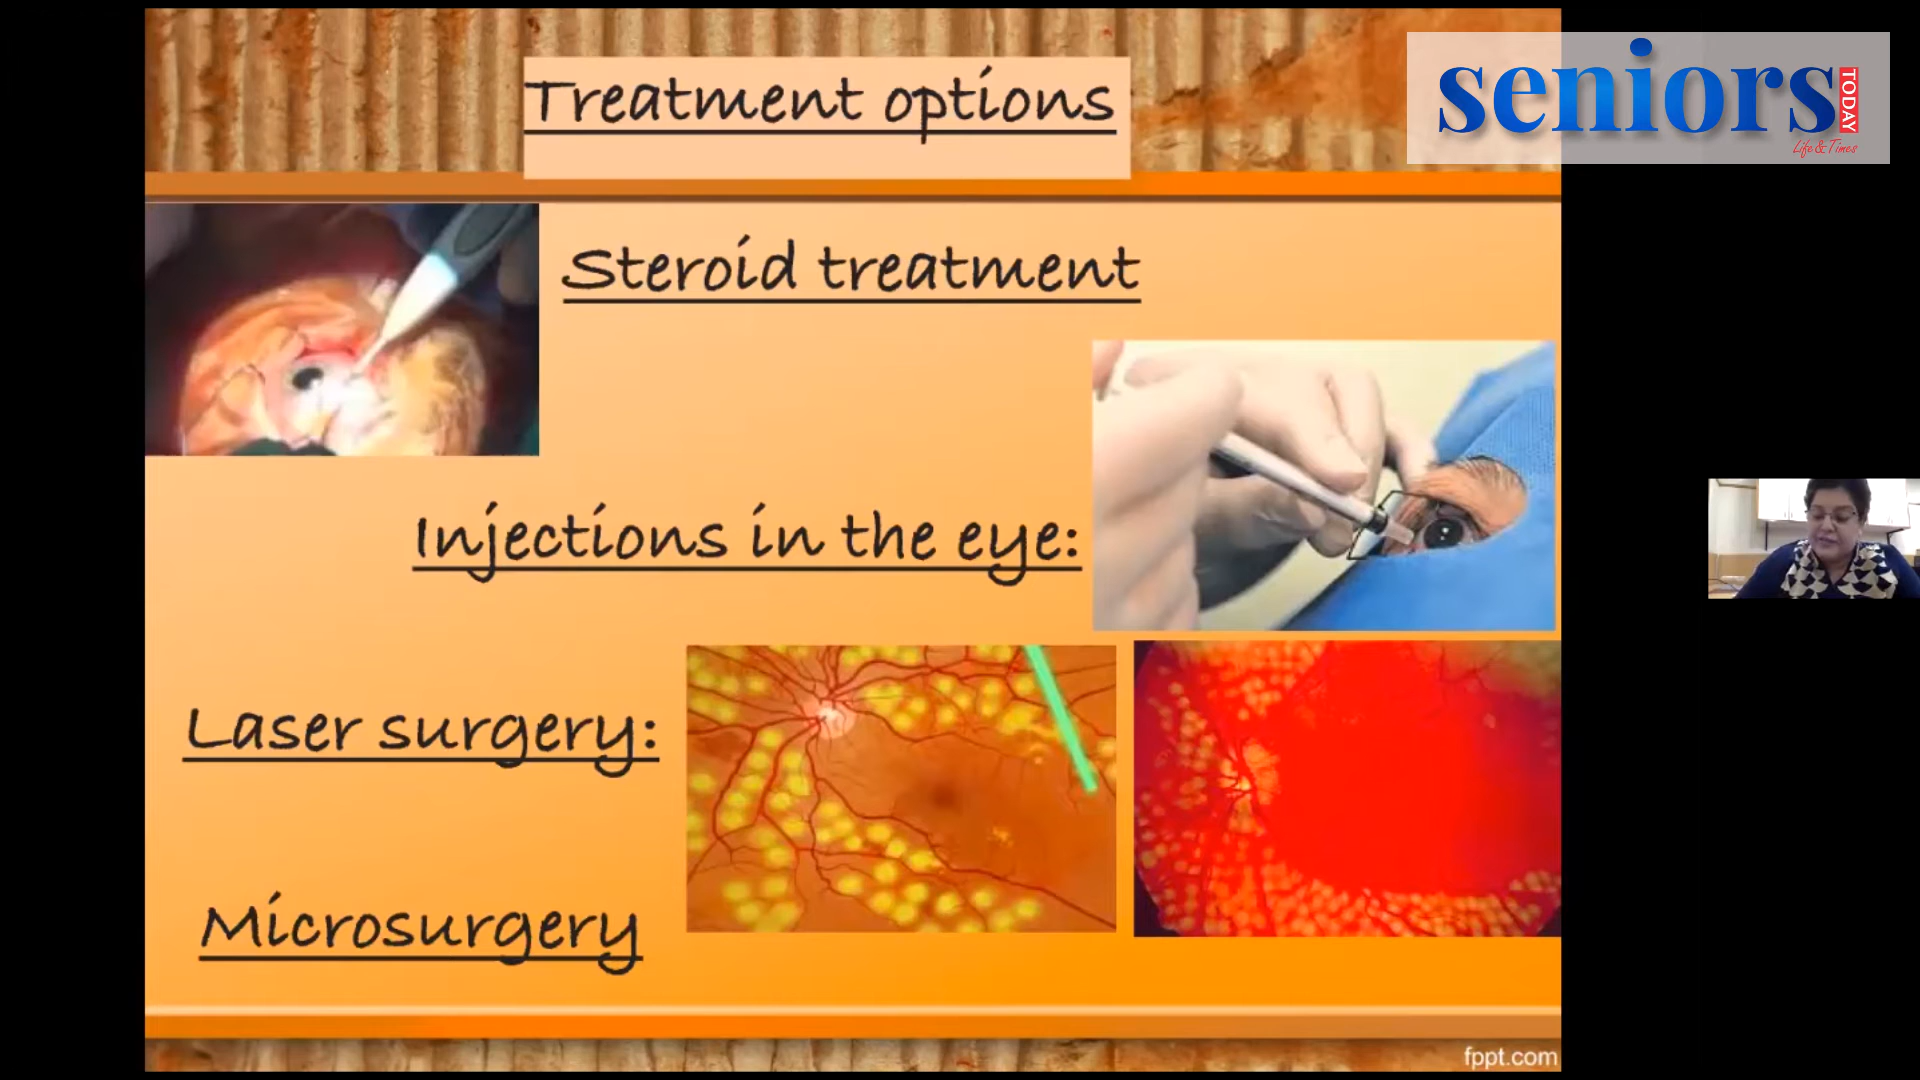 Treatment options
seniors
TODAY
Life & Times
Steroid treatment
Injections in the eye:
Laser surgery:
Microsurgery
fppt.com